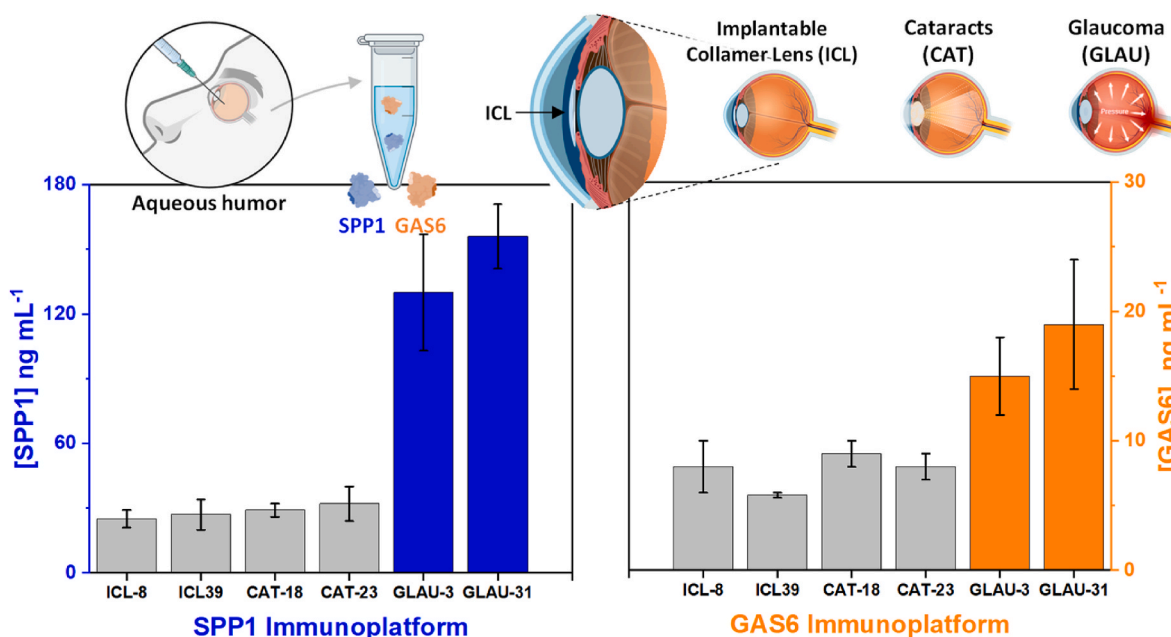 Implantable
Collamer Lens (ICL)
Cataracts
(CAT)
Glaucoma
(GLAU)
ICL
Pressure
Aqueous humor
SPP1 GAS6
180
120
60
0
[SPP1] ng mL⁻¹
ICL-8 ICL39 CAT-18 CAT-23 GLAU-3 GLAU-31
SPP1 Immunoplatform
30
20
10
0
[GAS6] ng mL⁻¹
ICL-8 ICL39 CAT-18 CAT-23 GLAU-3 GLAU-31
GAS6 Immunoplatform